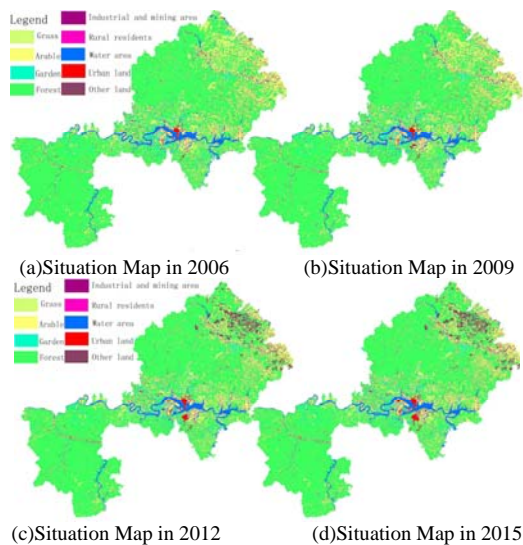 Legend
Industrial and mining area
Grass
Rural residents
Arable
Water area
Garden
Urban land
Forest
Other land
(a)Situation Map in 2006
(b)Situation Map in 2009
Legend
Industrial and mining area
Grass
Rural residents
Arable
Water area
Garden
Urban land
Forest
Other land
(c)Situation Map in 2012
(d)Situation Map in 2015